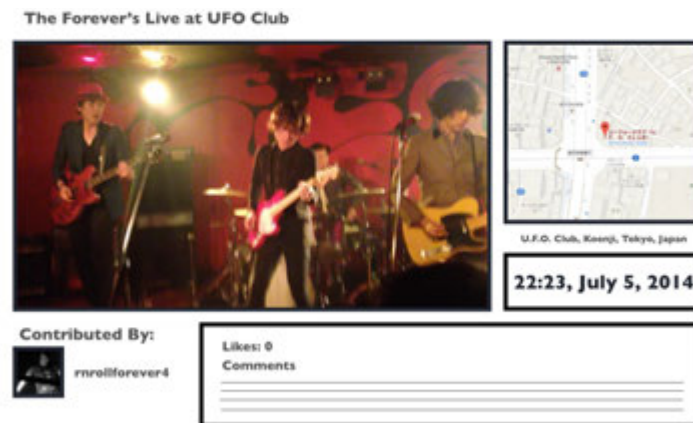 The Forever's Live at UFO Club
U.F.O. Club, Koenji, Tokyo, Japan
22:23, July 5, 2014
Contributed By:
rnrollforever4
Likes: 0
Comments